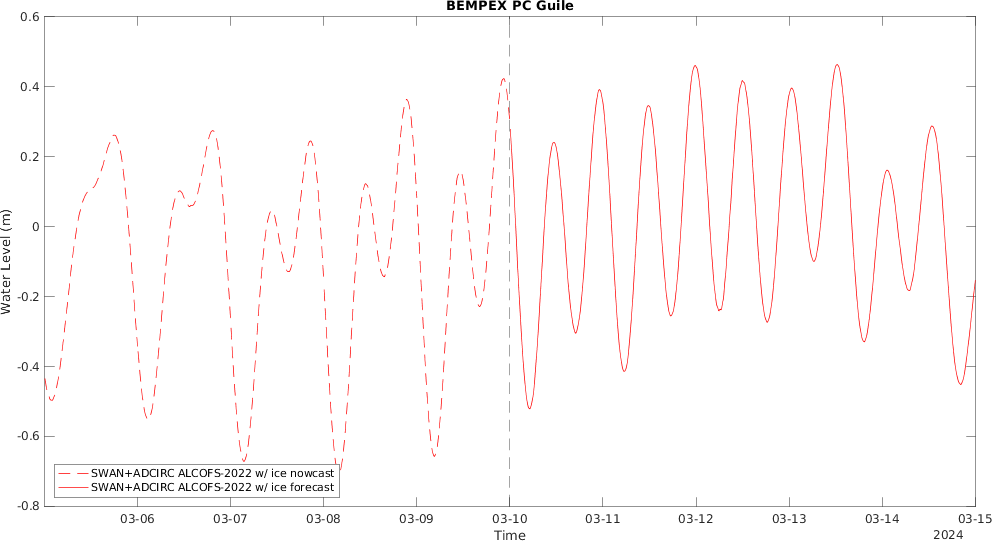 BEMPEX PC Guile
0.6
0.4
0.2
0
-0.2
-0.4
-0.6
-0.8
Water Level (m)
SWAN+ADCIRC ALCOFS-2022 w/ ice nowcast
SWAN+ADCIRC ALCOFS-2022 w/ ice forecast
03-06 03-07 03-08 03-09 03-10 03-11 03-12 03-13 03-14 03-15
Time
2024